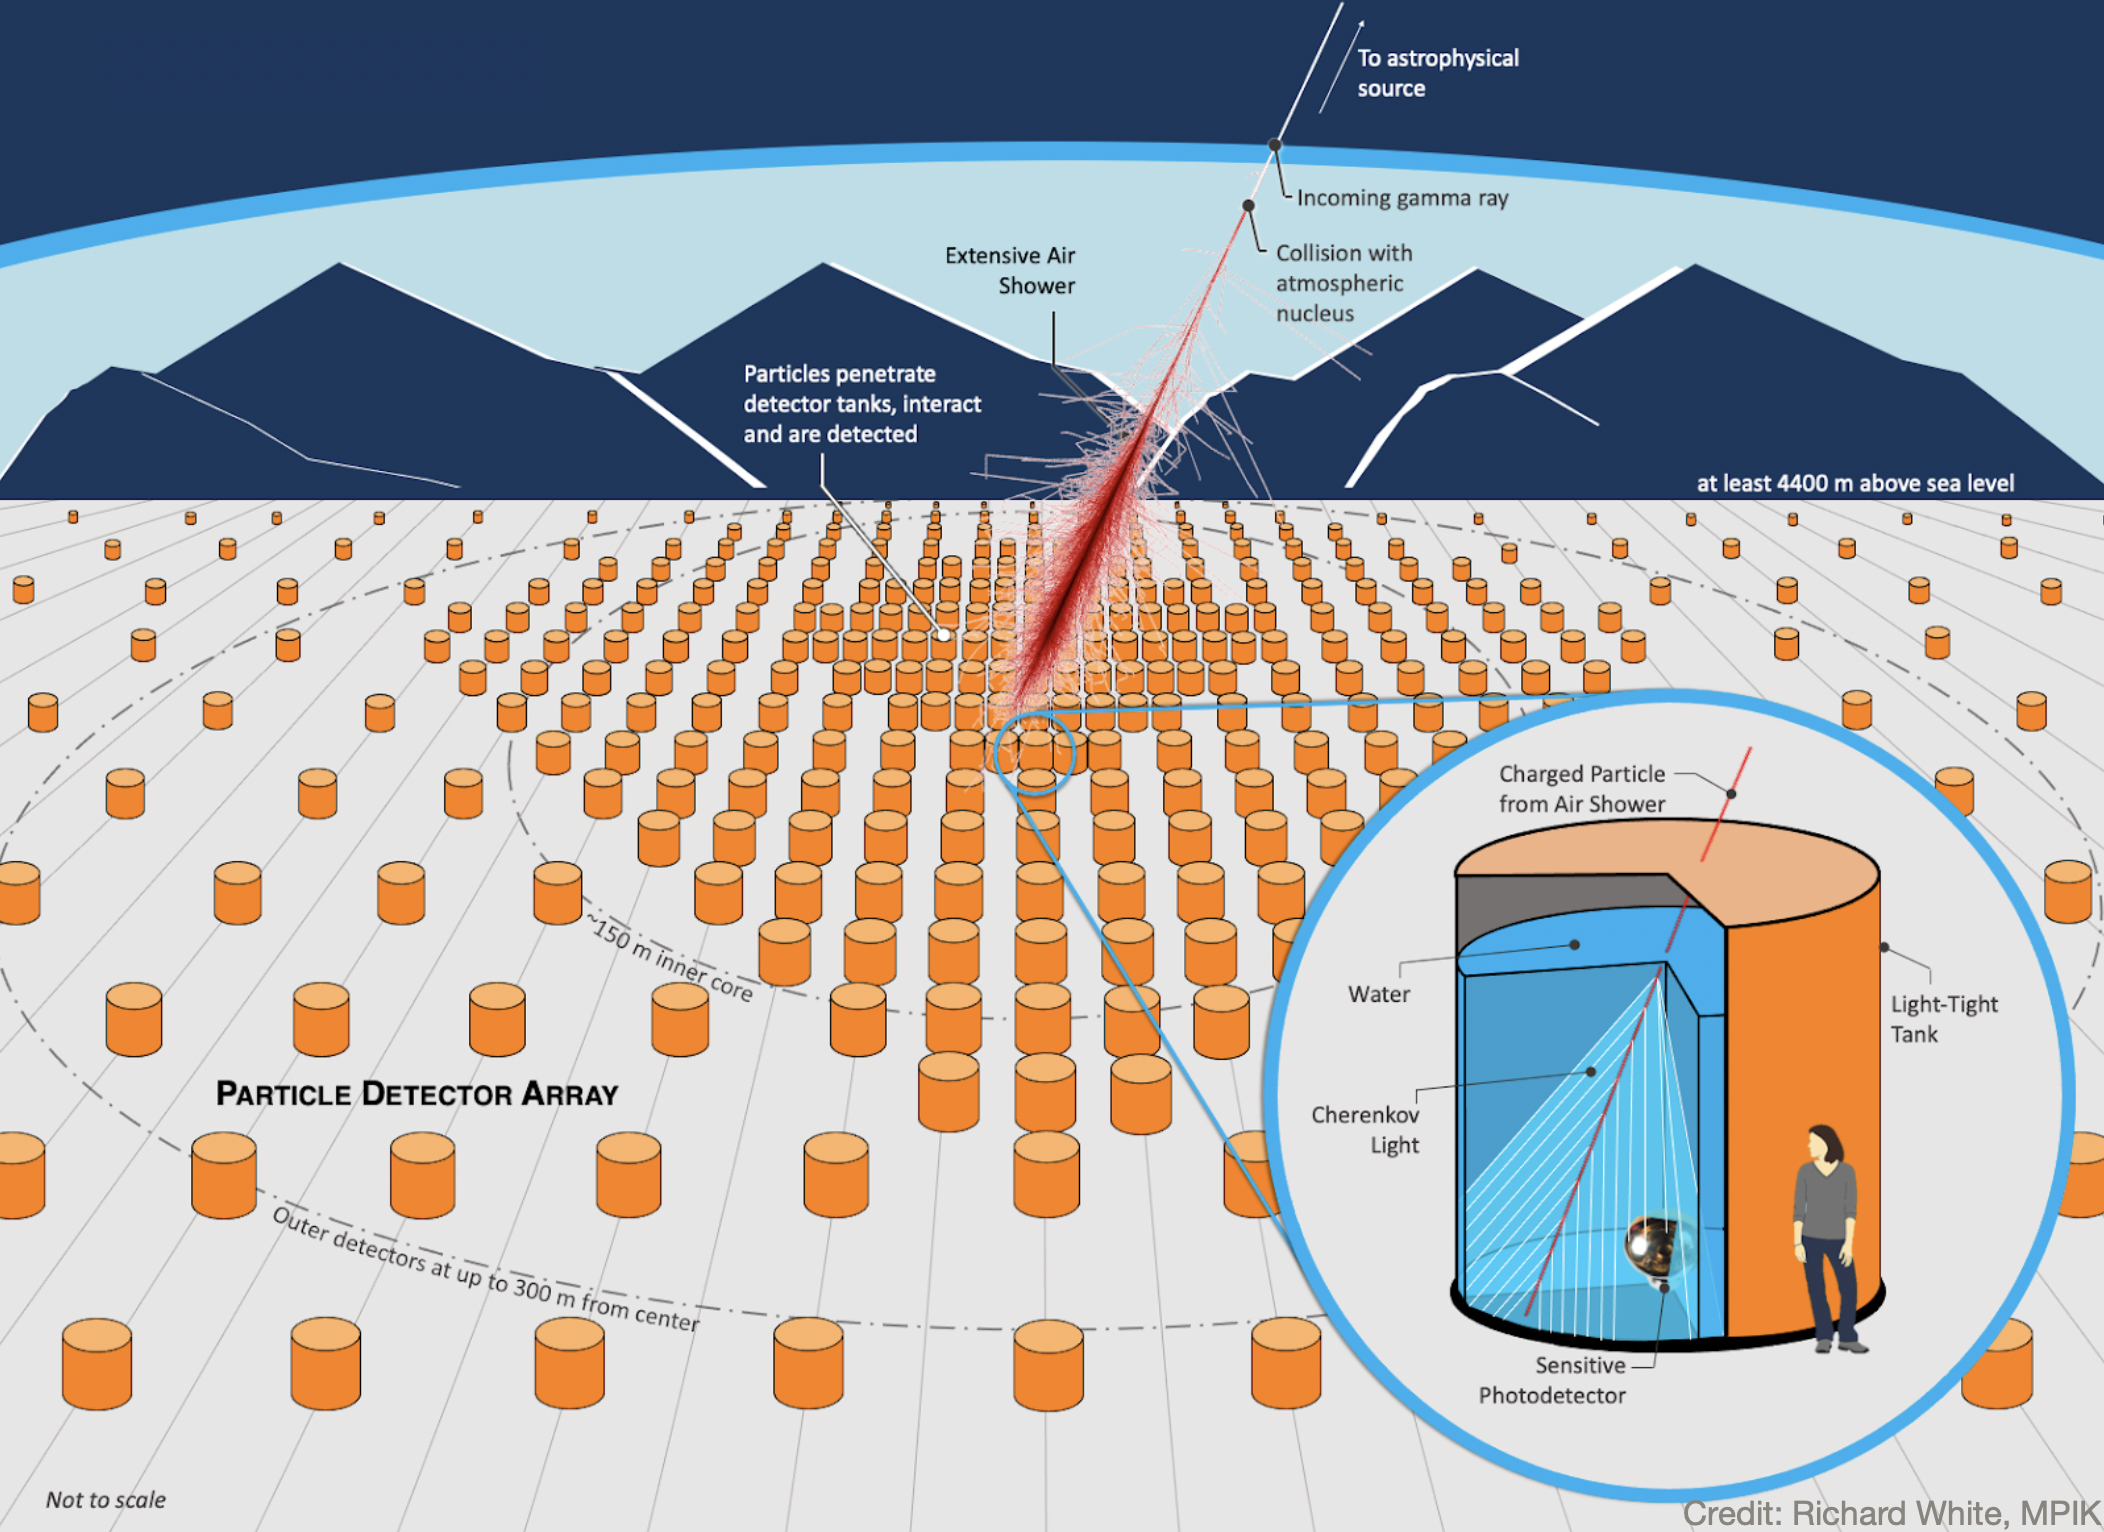 To astrophysical
source
Incoming gamma ray
Collision with
atmospheric
nucleus
Extensive Air
Shower
Particles penetrate
detector tanks, interact
and are detected
at least 4400 m above sea level
Charged Particle
from Air Shower
Water
Light-Tight
Tank
Cherenkov
Light
Sensitive
Photodetector
~150 m inner core
PARTICLE DETECTOR ARRAY
Outer detectors at up to 300 m from center
Not to scale
Credit: Richard White, MPIK